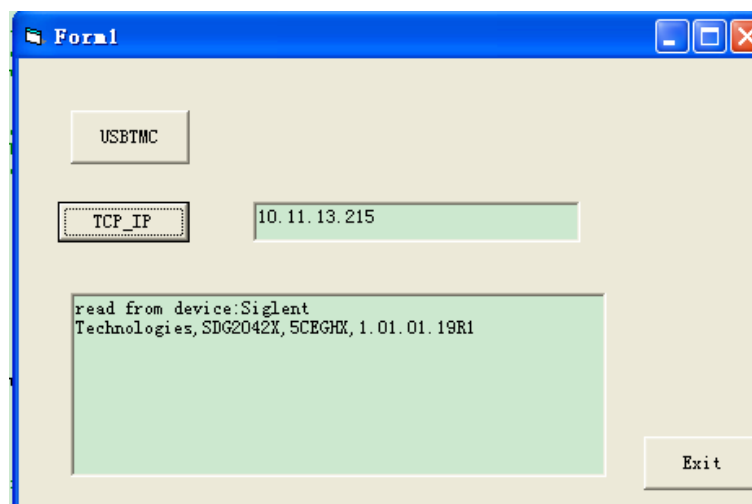 Form1
USBTMC
TCP_IP
10.11.13.215
read from device:Siglent
Technologies,SDG2042X,5CEGHX,1.01.01.19R1
Exit